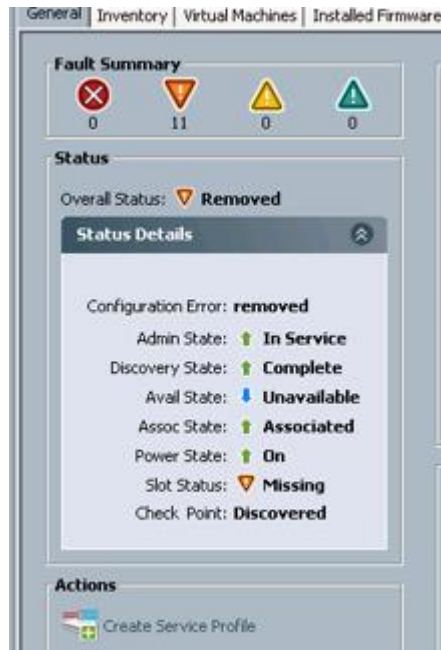 General Inventory Virtual Machines Installed Firmware
Fault Summary
0 11 0 0
Status
Overall Status: Removed
Status Details
Configuration Error: removed
Admin State: In Service
Discovery State: Complete
Avail State: Unavailable
Assoc State: Associated
Power State: On
Slot Status: Missing
Check Point: Discovered
Actions
Create Service Profile